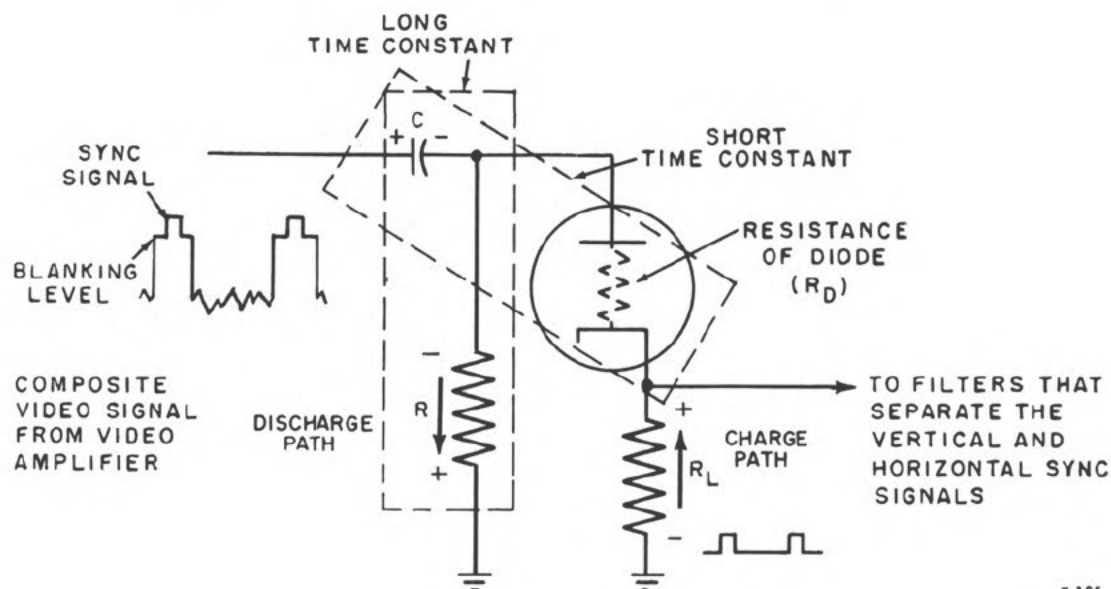 LONG
TIME CONSTANT
+ C -
SYNC
SIGNAL
SHORT
TIME CONSTANT
BLANKING
LEVEL
RESISTANCE
OF DIODE
(RD)
COMPOSITE
VIDEO SIGNAL
FROM VIDEO
AMPLIFIER
DISCHARGE
PATH
-
R
+
+
RL
-
CHARGE
PATH
TO FILTERS THAT
SEPARATE THE
VERTICAL AND
HORIZONTAL SYNC
SIGNALS